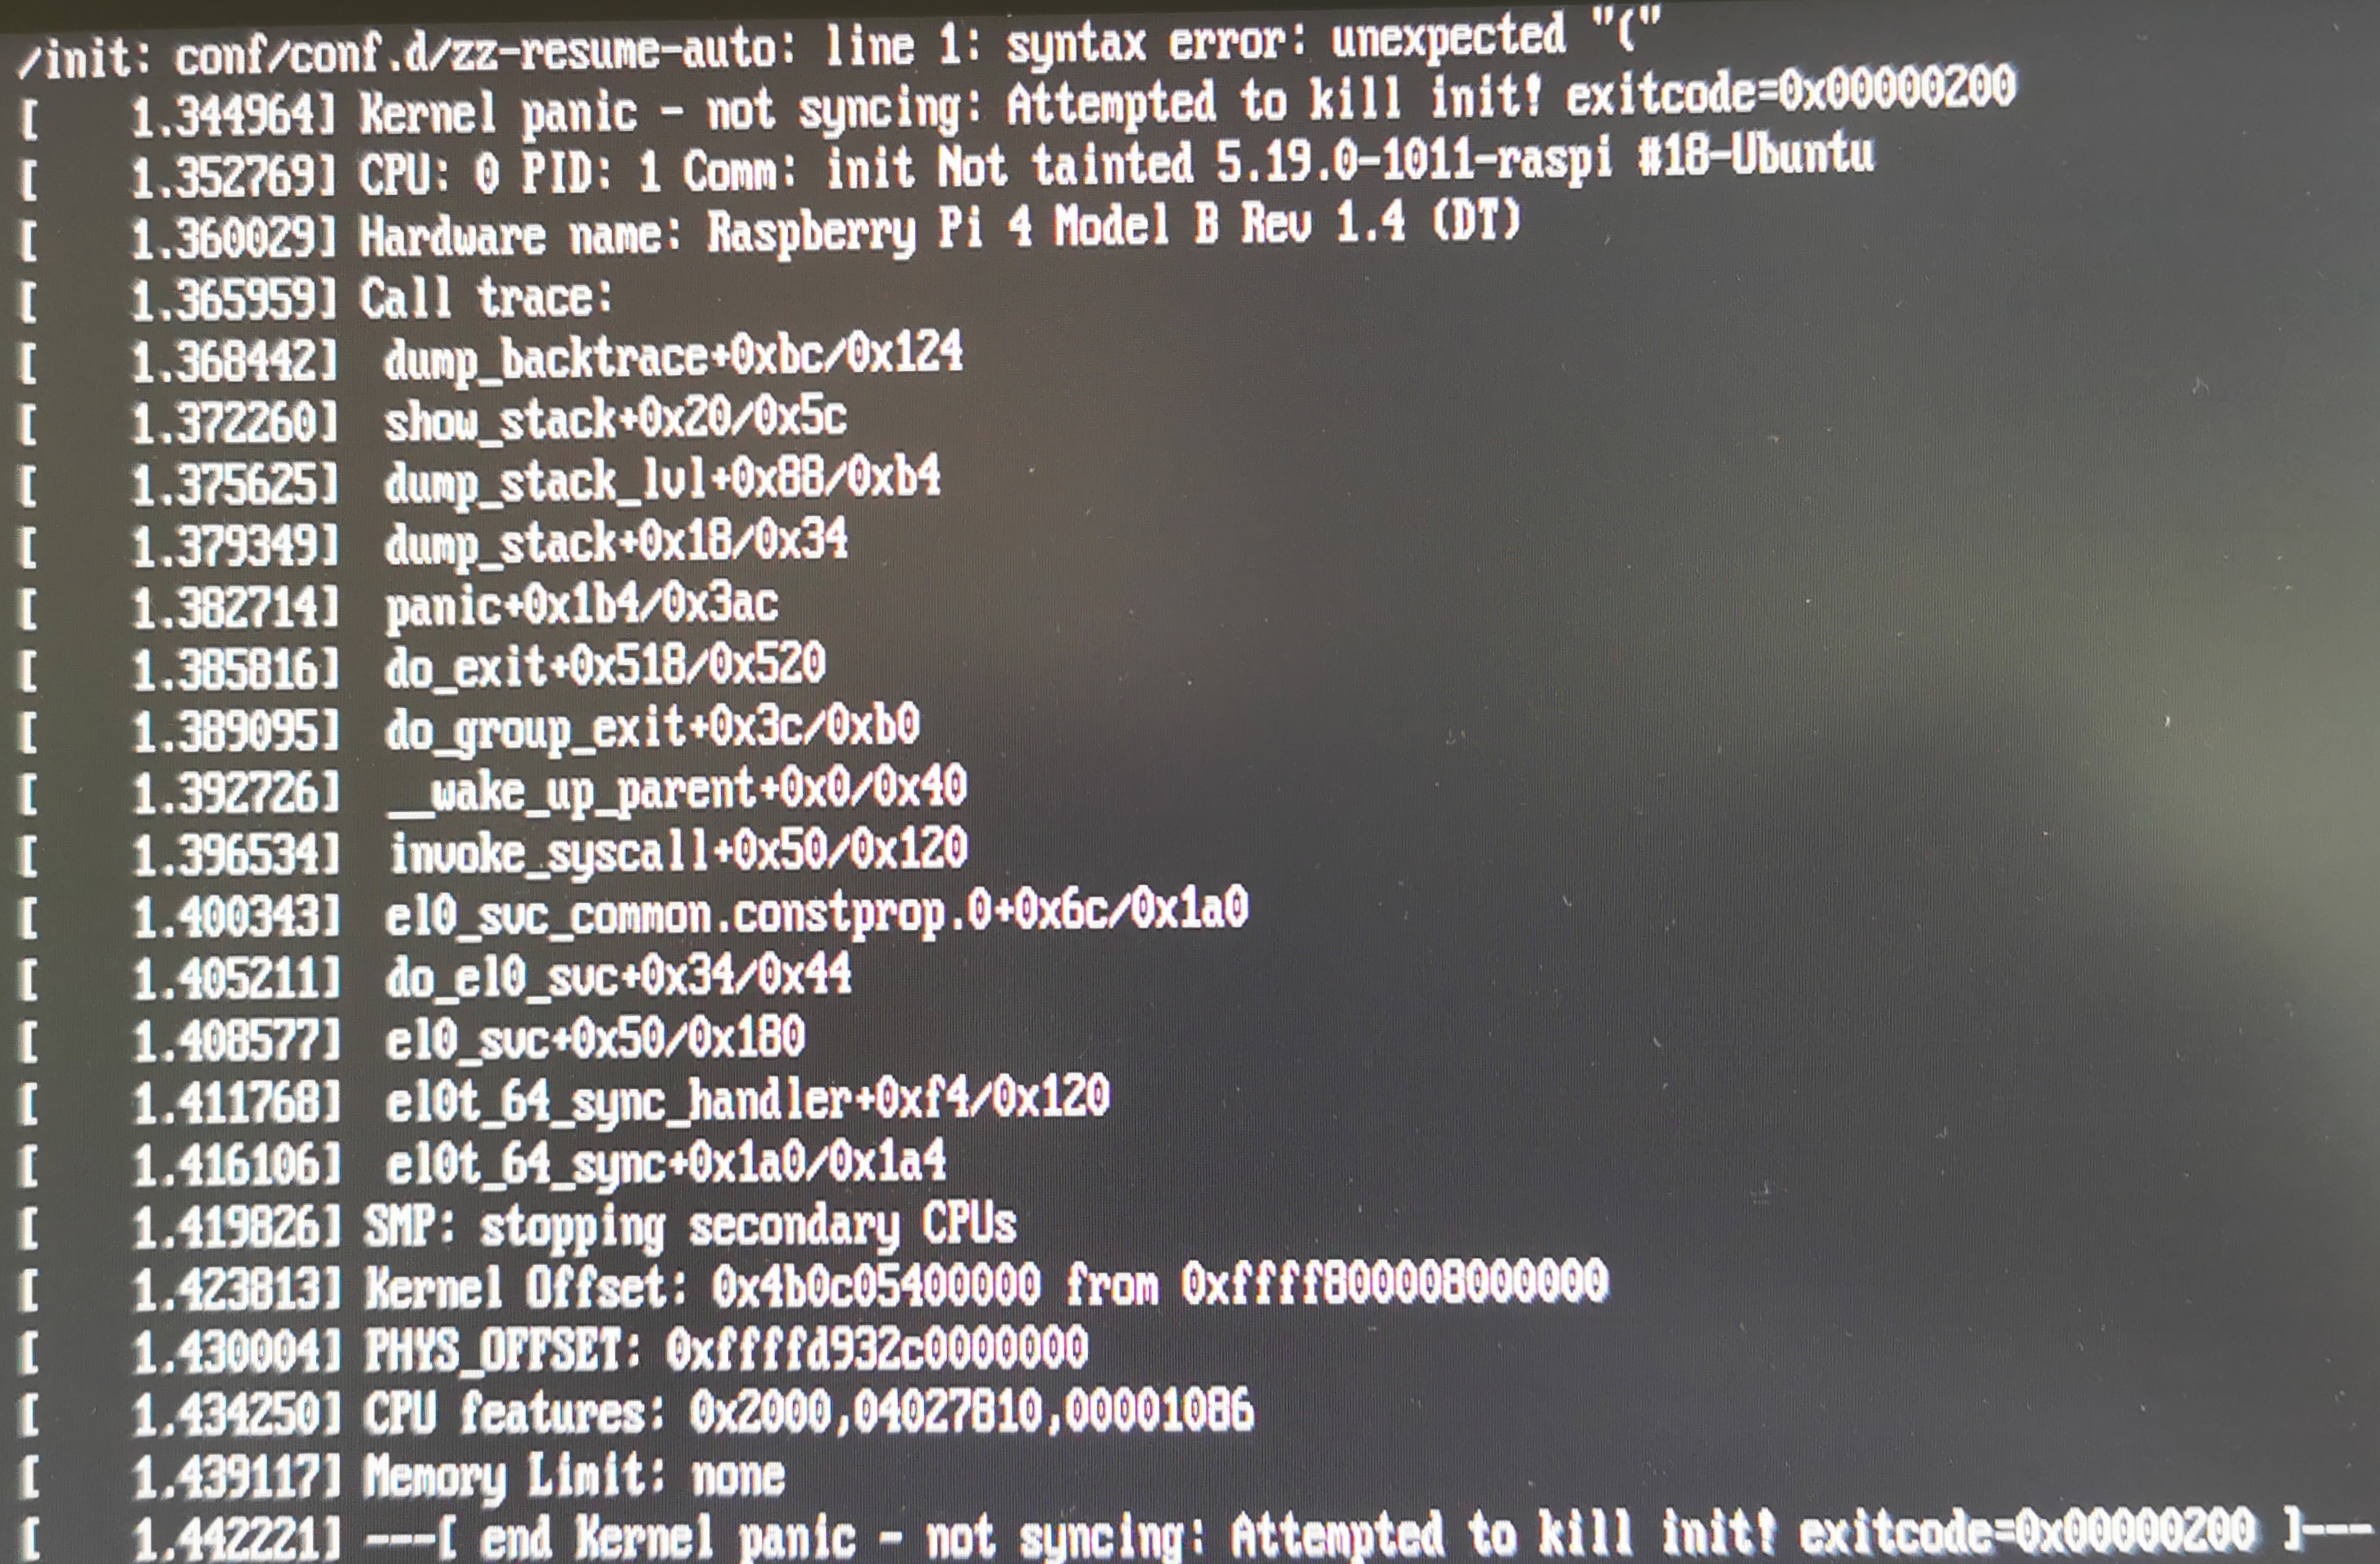 /init: conf/conf.d/zz-resume-auto: line 1: syntax error: unexpected "("
[    1.344964] Kernel panic - not syncing: Attempted to kill init! exitcode=0x00000200
[    1.352769] CPU: 0 PID: 1 Comm: init Not tainted 5.19.0-1011-raspi #18-Ubuntu
[    1.360029] Hardware name: Raspberry Pi 4 Model B Rev 1.4 (DT)
[    1.365959] Call trace:
[    1.368442]  dump_backtrace+0xbc/0x124
[    1.372260]  show_stack+0x20/0x5c
[    1.375625]  dump_stack_lvl+0x88/0xb4
[    1.379349]  dump_stack+0x18/0x34
[    1.382714]  panic+0x1b4/0x3ac
[    1.385816]  do_exit+0x518/0x520
[    1.389095]  do_group_exit+0x3c/0xb0
[    1.392726]  __wake_up_parent+0x0/0x40
[    1.396534]  invoke_syscall+0x50/0x120
[    1.400343]  el0_svc_common.constprop.0+0x6c/0x1a0
[    1.405211]  do_el0_svc+0x34/0x44
[    1.408577]  el0_svc+0x50/0x180
[    1.411768]  el0t_64_sync_handler+0xf4/0x120
[    1.416106]  el0t_64_sync+0x1a0/0x1a4
[    1.419826] SMP: stopping secondary CPUs
[    1.423813] Kernel Offset: 0x4b0c05400000 from 0xffff800008000000
[    1.430004] PHYS_OFFSET: 0xffffd932c0000000
[    1.434250] CPU features: 0x2000,04027810,00001086
[    1.439117] Memory Limit: none
[    1.442221] ---[ end Kernel panic - not syncing: Attempted to kill init! exitcode=0x00000200 ]---